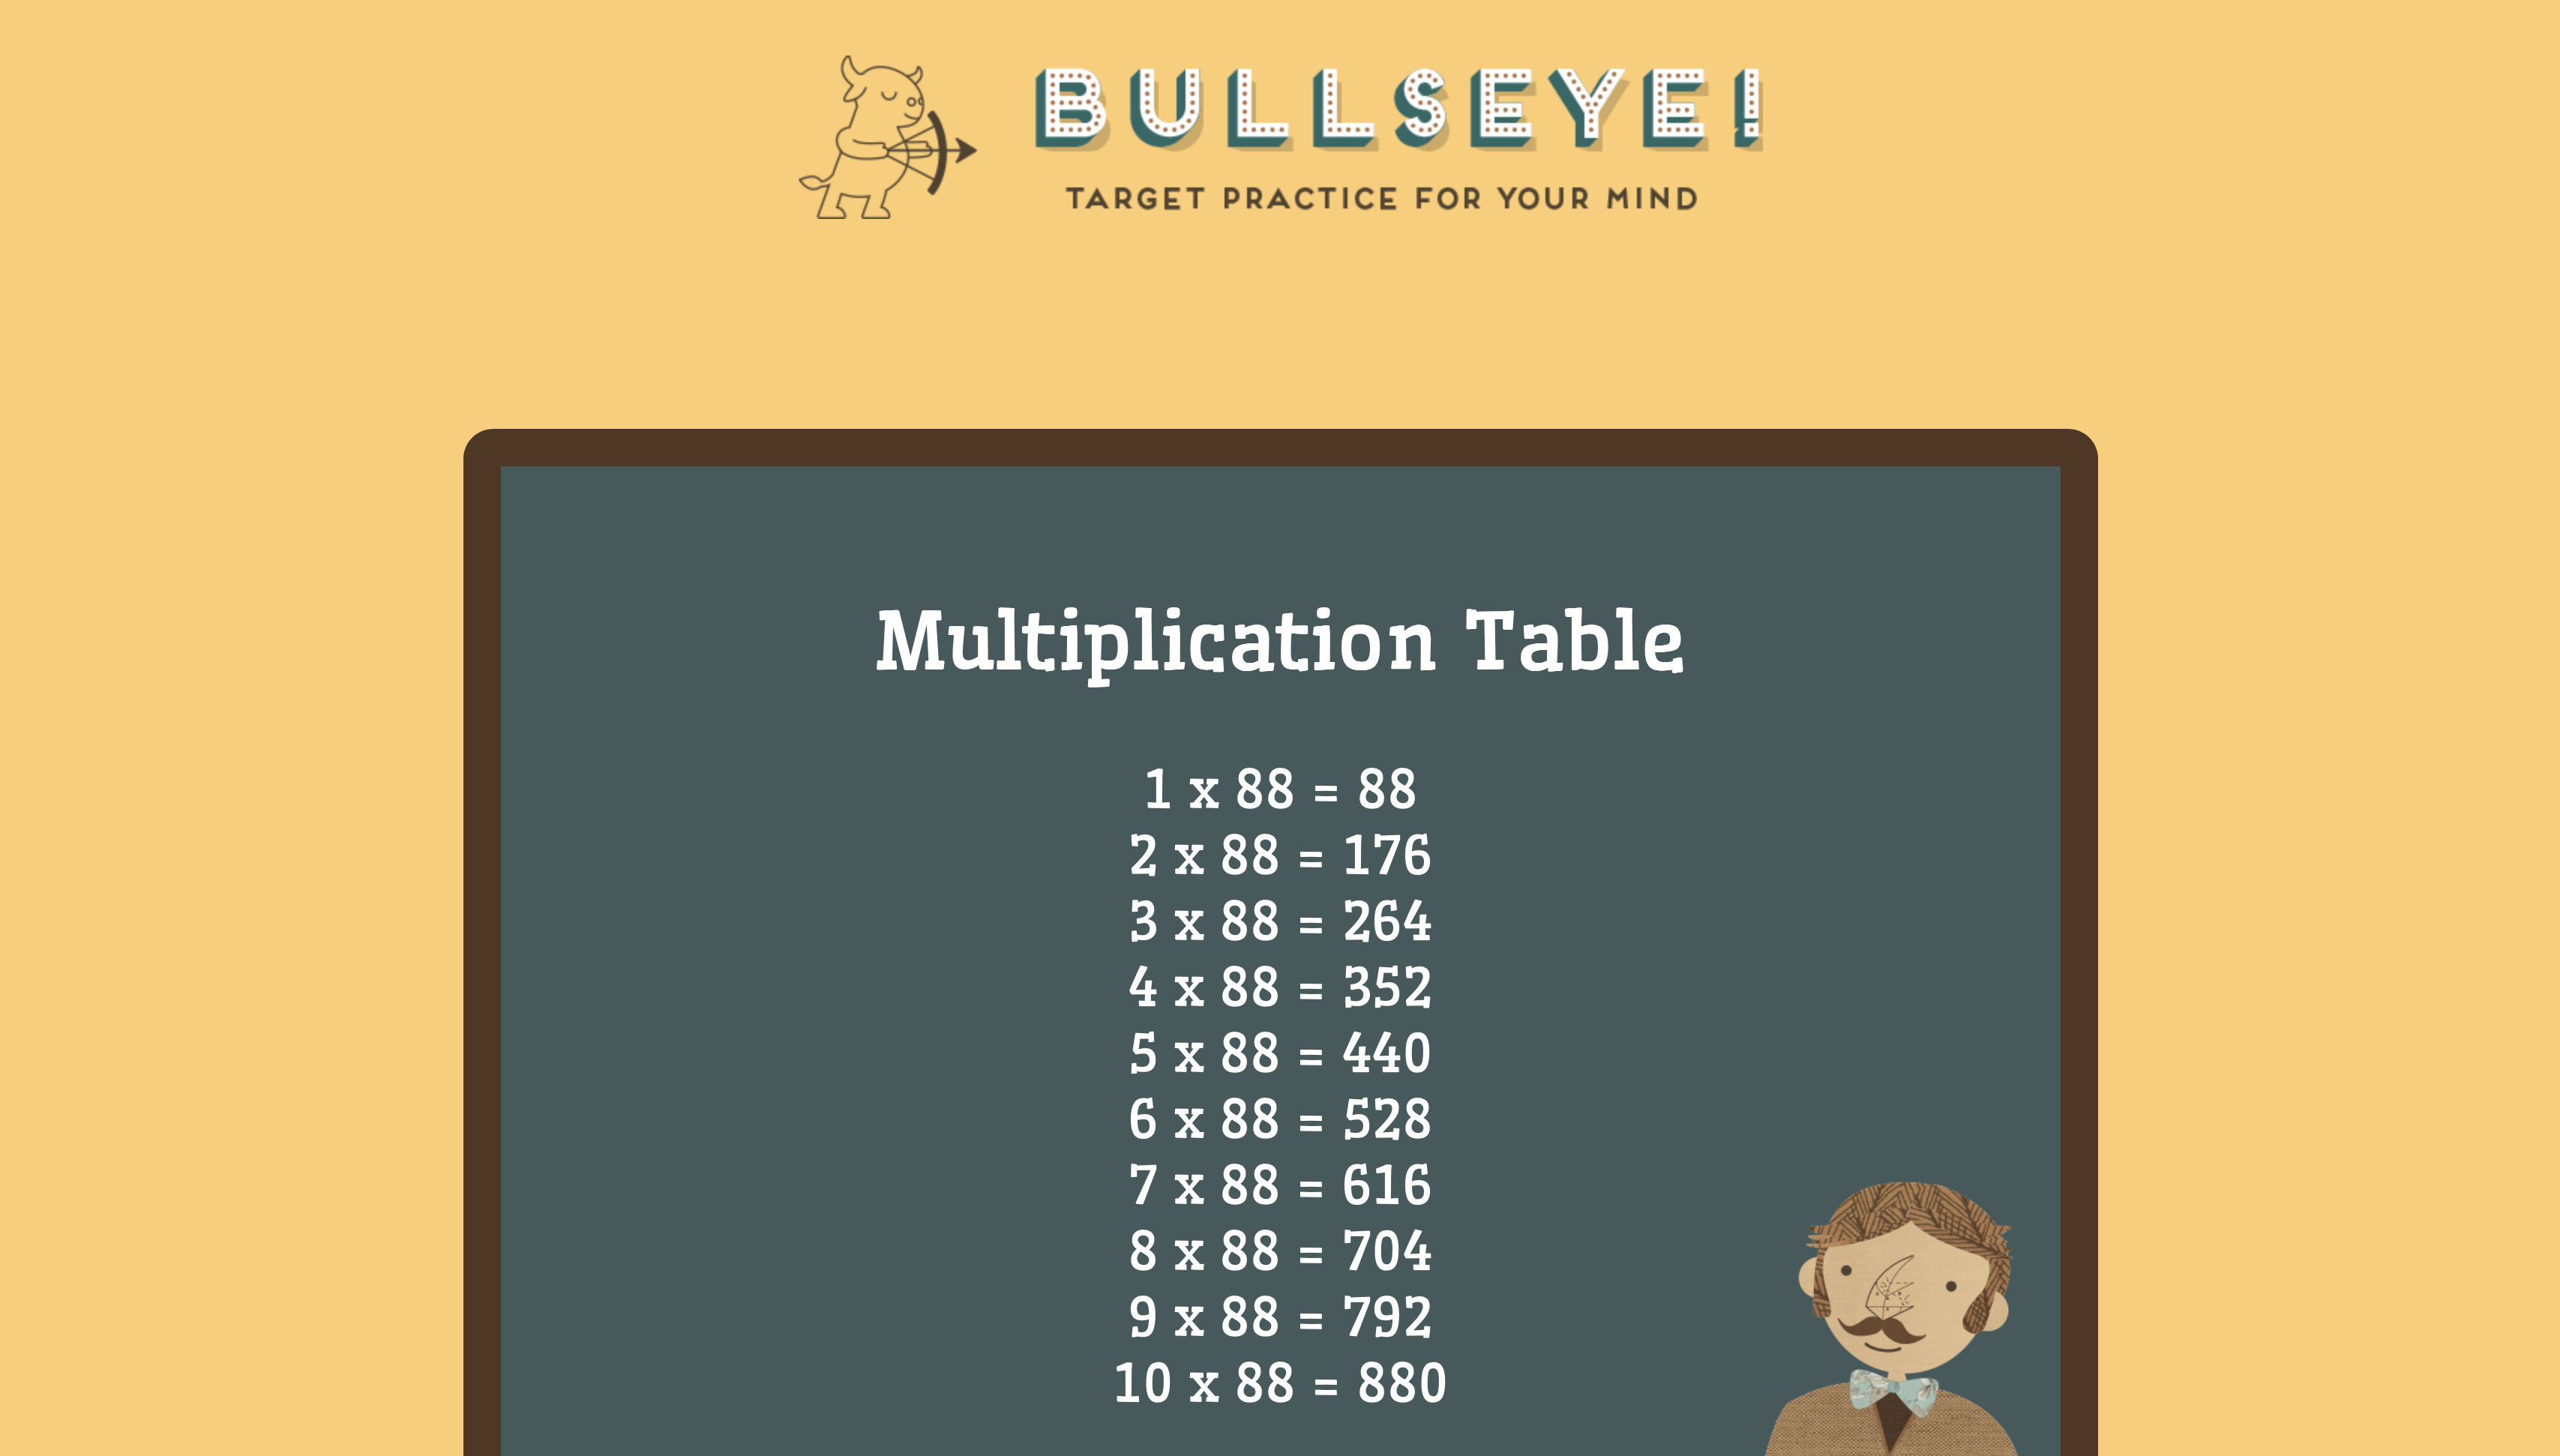 BULLSEYE!
TARGET PRACTICE FOR YOUR MIND
Multiplication Table
1 x 88 = 88
2 x 88 = 176
3 x 88 = 264
4 x 88 = 352
5 x 88 = 440
6 x 88 = 528
7 x 88 = 616
8 x 88 = 704
9 x 88 = 792
10 x 88 = 880